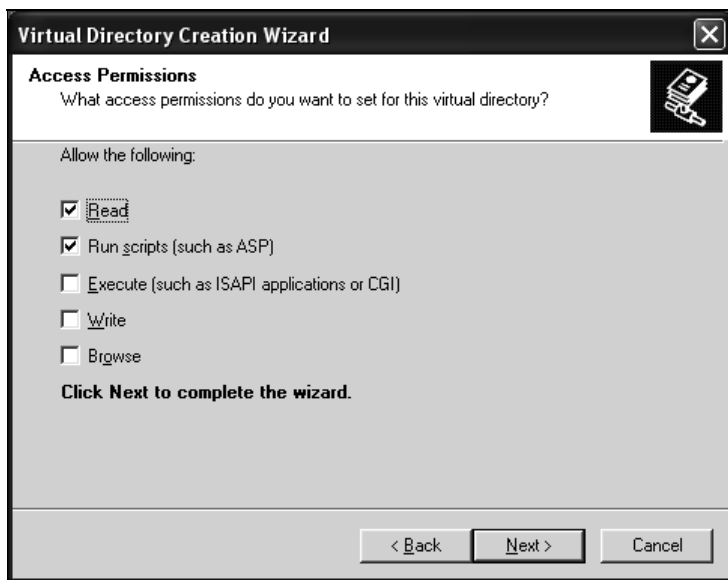 Virtual Directory Creation Wizard
Access Permissions
What access permissions do you want to set for this virtual directory?
Allow the following:
Read
Run scripts (such as ASP)
Execute (such as ISAPI applications or CGI)
Write
Browse
Click Next to complete the wizard.
< Back Next > Cancel